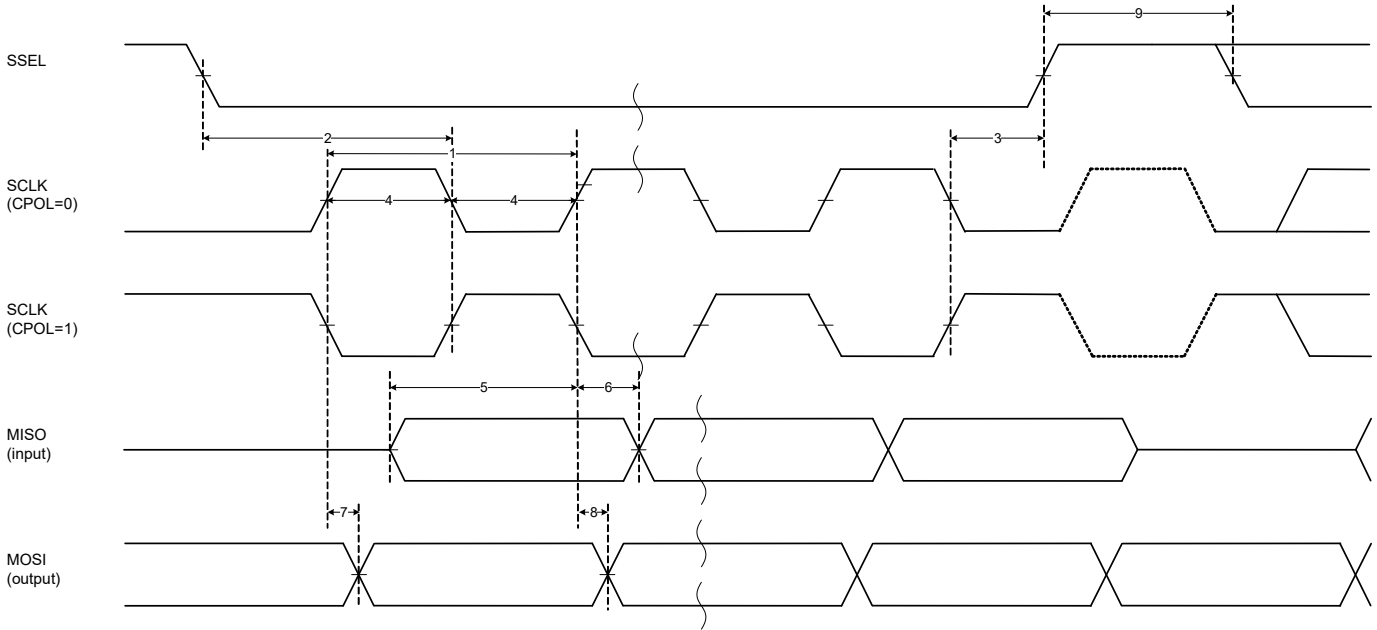 9
SSEL
2
3
1
SCLK
(CPOL=0)
4
4
SCLK
(CPOL=1)
5
6
MISO
(input)
7
8
MOSI
(output)